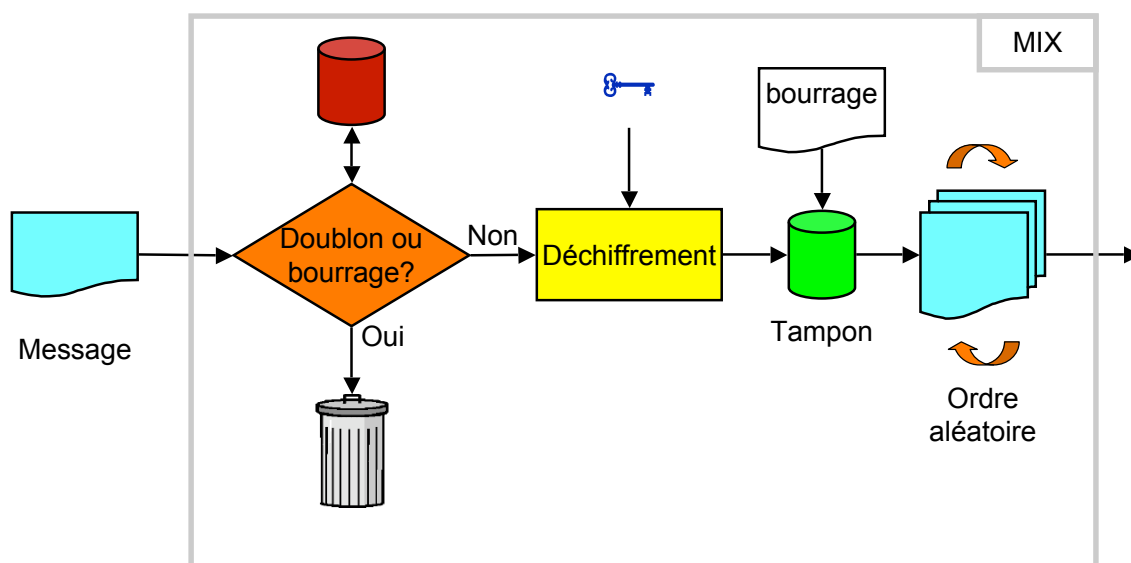 MIX
bourrage
Doublon ou
bourrage?
Non
Déchiffrement
Oui
Tampon
Message
Ordre
aléatoire